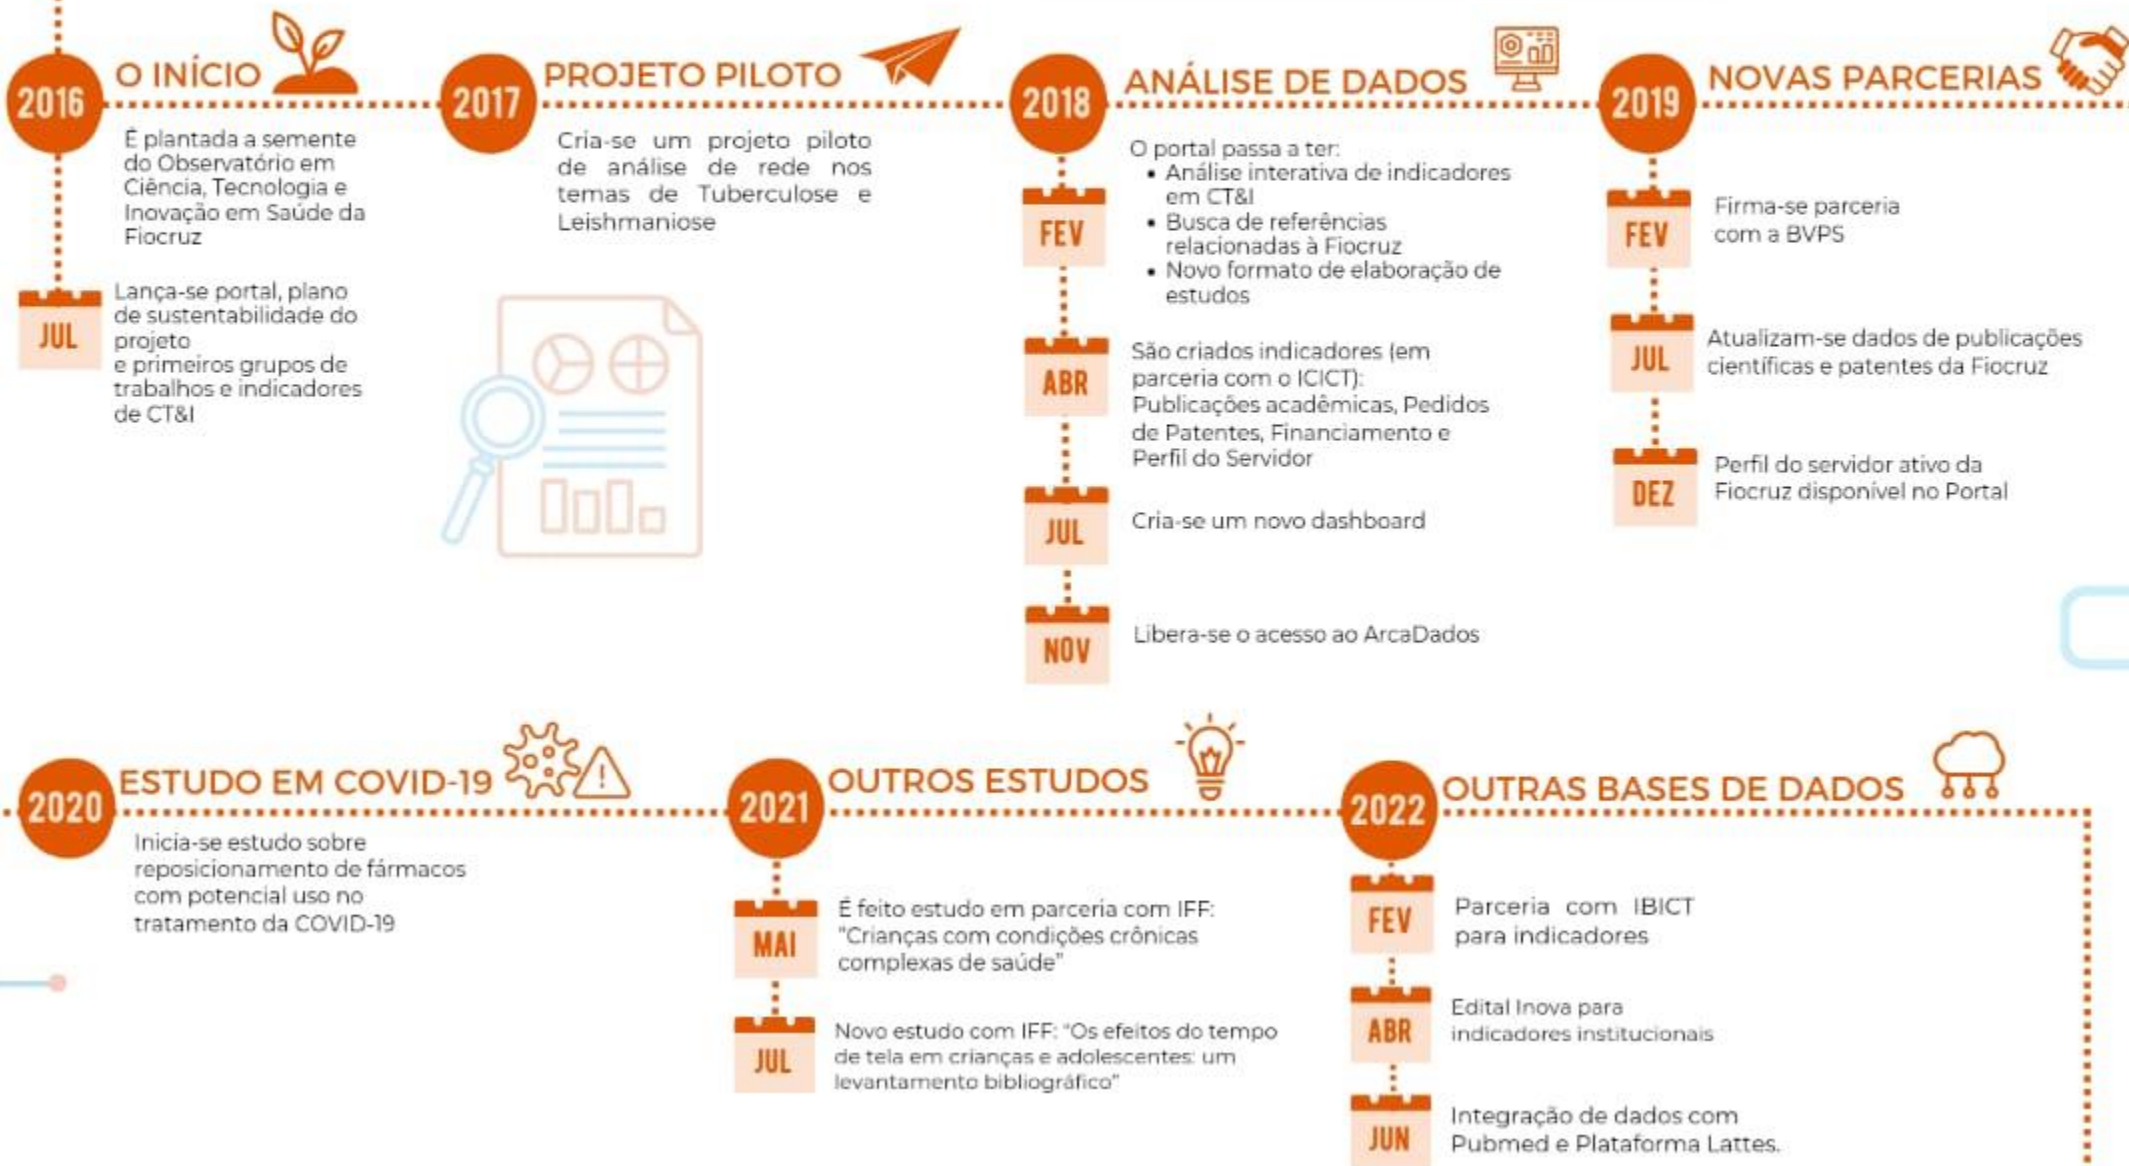 2016
O INÍCIO
É plantada a semente
do Observatório em
Ciência, Tecnologia e
Inovação em Saúde da
Fiocruz
JUL
Lança-se portal, plano
de sustentabilidade do
projeto
e primeiros grupos de
trabalhos e indicadores
de CT&I
2017
PROJETO PILOTO
Cria-se um projeto piloto
de análise de rede nos
temas de Tuberculose e
Leishmaniose
2018
ANÁLISE DE DADOS
FEV
O portal passa a ter:
• Análise interativa de indicadores
em CT&I
• Busca de referências
relacionadas à Fiocruz
• Novo formato de elaboração de
estudos
ABR
São criados indicadores (em
parceria com o ICICT):
Publicações acadêmicas, Pedidos
de Patentes, Financiamento e
Perfil do Servidor
JUL
Cria-se um novo dashboard
NOV
Libera-se o acesso ao ArcaDados
2019
NOVAS PARCERIAS
FEV
Firma-se parceria
com a BVPS
JUL
Atualizam-se dados de publicações
científicas e patentes da Fiocruz
DEZ
Perfil do servidor ativo da
Fiocruz disponível no Portal
2020
ESTUDO EM COVID-19
Inicia-se estudo sobre
reposicionamento de fármacos
com potencial uso no
tratamento da COVID-19
2021
OUTROS ESTUDOS
MAI
É feito estudo em parceria com IFF:
"Crianças com condições crônicas
complexas de saúde”
JUL
Novo estudo com IFF: "Os efeitos do tempo
de tela em crianças e adolescentes: um
levantamento bibliográfico”
2022
OUTRAS BASES DE DADOS
FEV
Parceria com IBICT
para indicadores
ABR
Edital Inova para
indicadores institucionais
JUN
Integração de dados com
Pubmed e Plataforma Lattes.